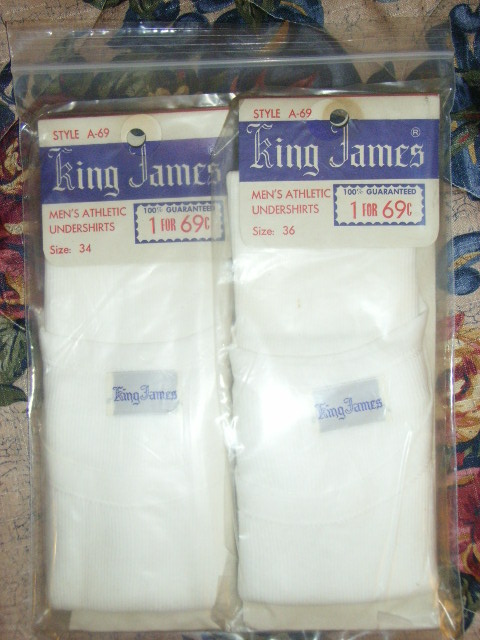 STYLE A-69
King James
MEN'S ATHLETIC
UNDERSHIRTS
Size: 34
100% GUARANTEED
1 FOR 69¢
King James
STYLE A-69
King James ®
MEN'S ATHLETIC
UNDERSHIRTS
Size: 36
100% GUARANTEED
1 FOR 69¢
King James